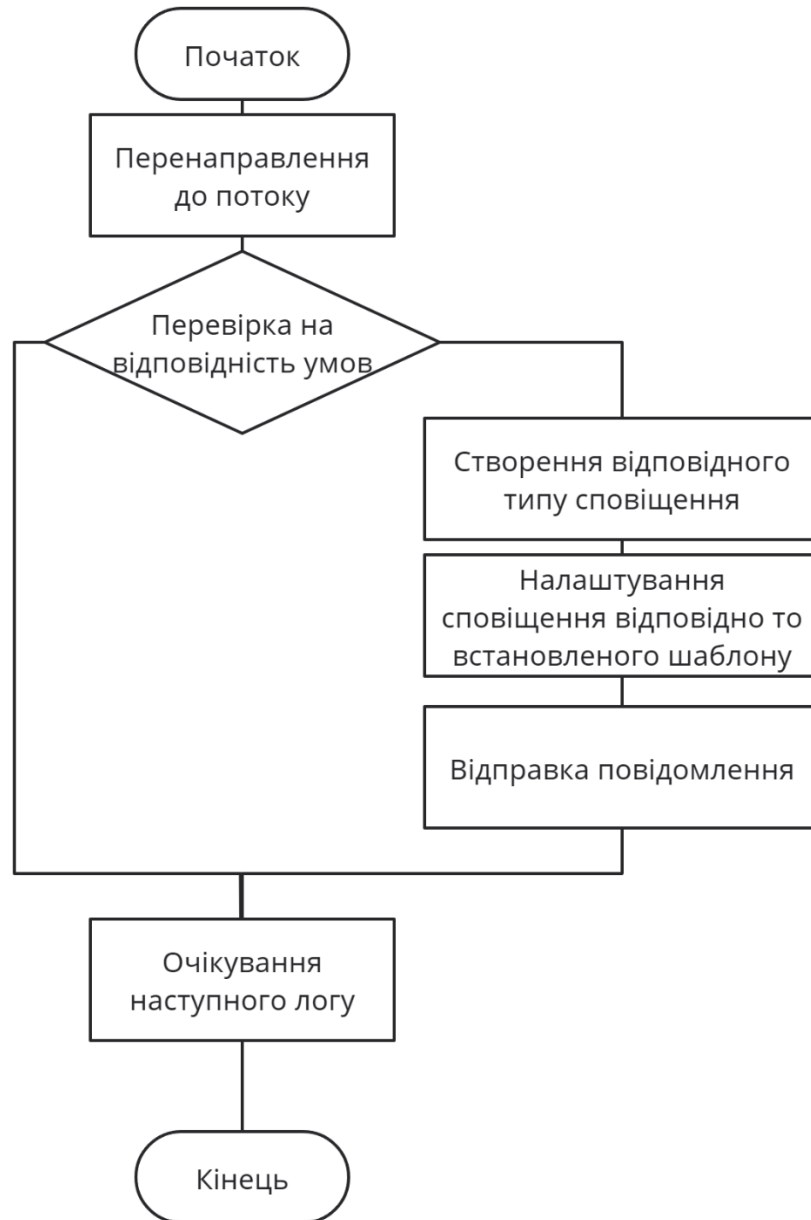 Початок
Перенаправлення
до потоку
Перевірка на
відповідність умов
Створення відповідного
типу сповіщення
Налаштування
сповіщення відповідно то
встановленого шаблону
Відправка повідомлення
Очікування
наступного логу
Кінець